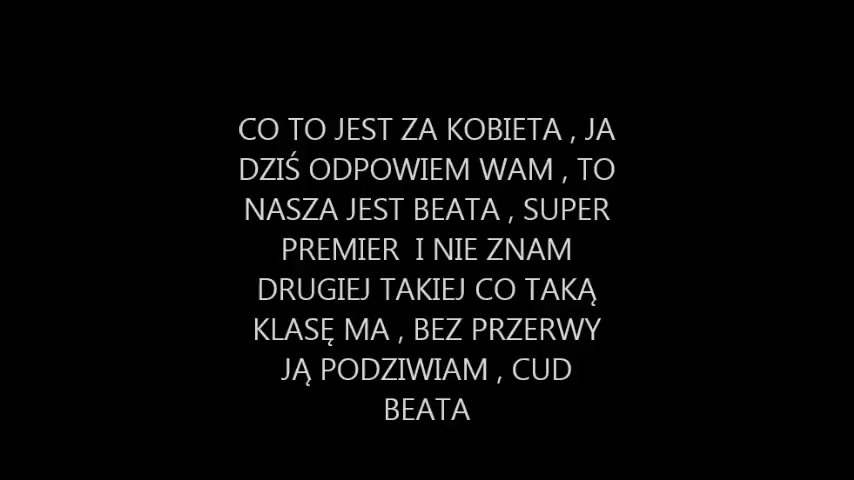 CO TO JEST ZA KOBIETA , JA
DZIŚ ODPOWIEM WAM , TO
NASZA JEST BEATA , SUPER
PREMIER  I NIE ZNAM
DRUGIEJ TAKIEJ CO TAKĄ
KLASĘ MA , BEZ PRZERWY
JĄ PODZIWIAM , CUD
BEATA